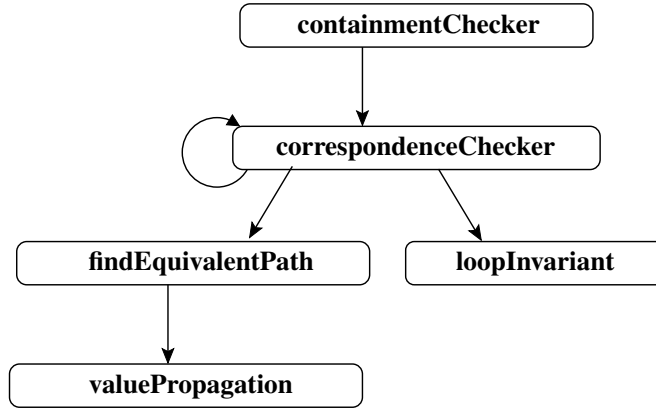 containmentChecker
correspondenceChecker
findEquivalentPath
loopInvariant
valuePropagation